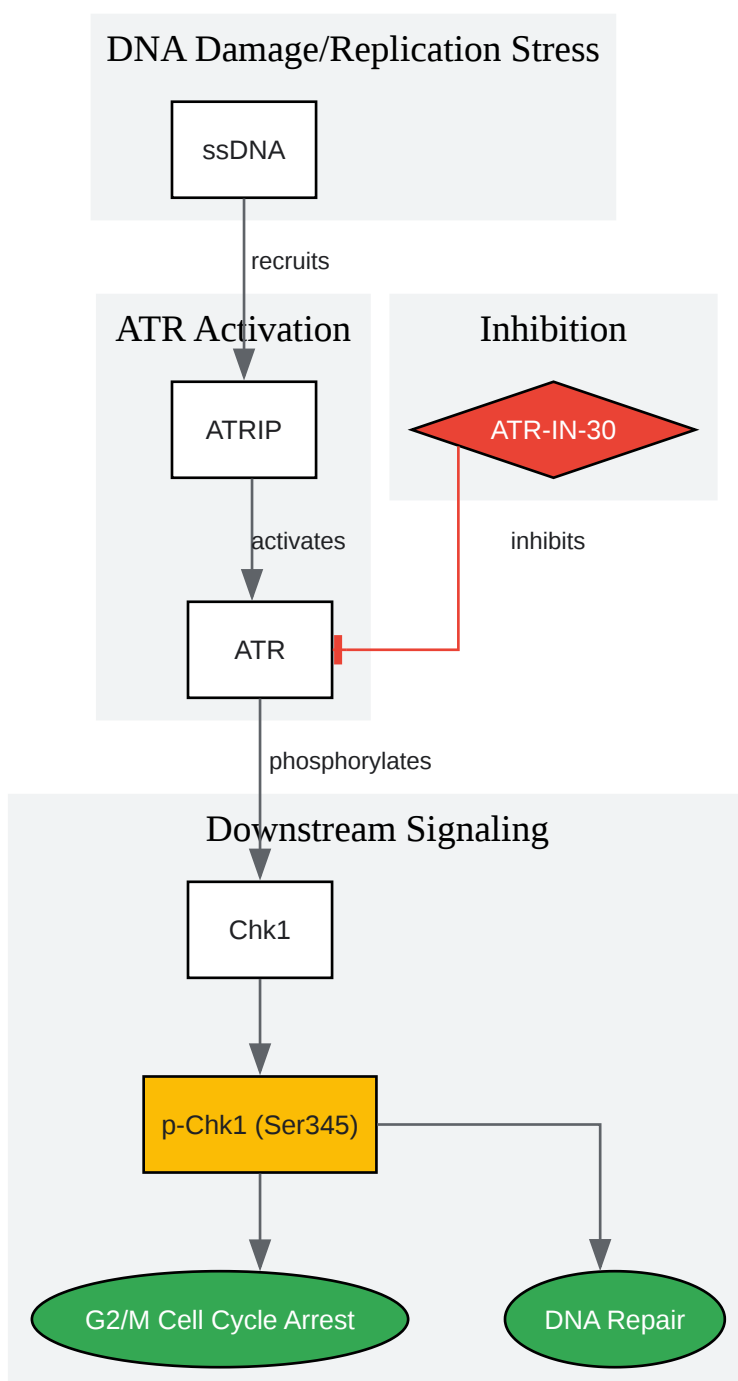 DNA Damage/Replication Stress
ssDNA
recruits
ATR Activation
Inhibition
ATRIP
ATR-IN-30
activates
inhibits
ATR
phosphorylates
Downstream Signaling
Chk1
p-Chk1 (Ser345)
G2/M Cell Cycle Arrest
DNA Repair